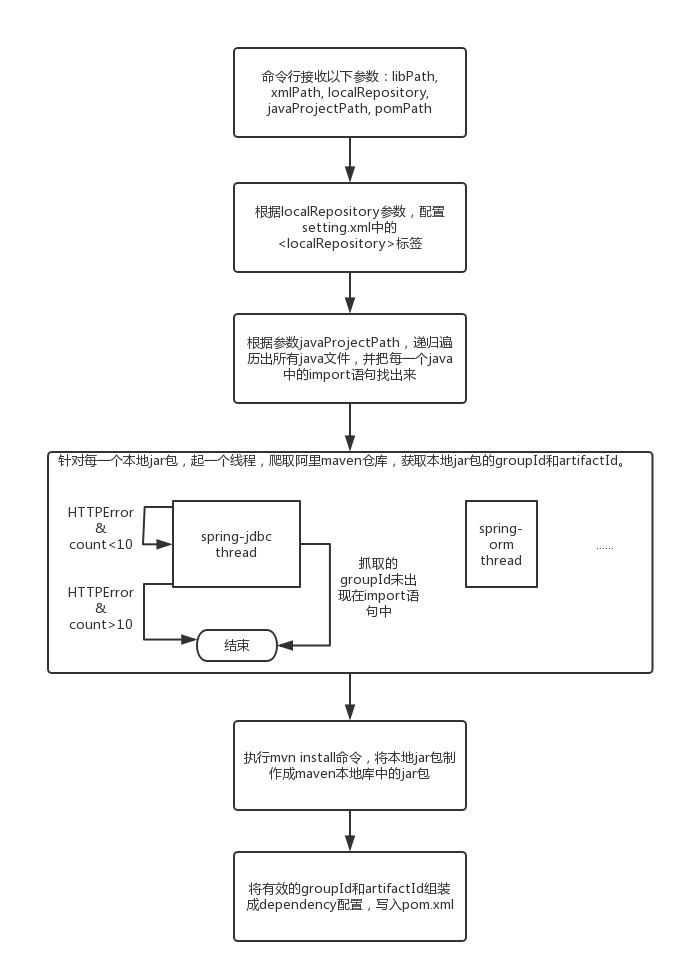 命令行接收以下参数：libPath,
xmlPath, localRepository,
javaProjectPath, pomPath
根据localRepository参数，配置
setting.xml中的
<localRepository>标签
根据参数javaProjectPath，递归遍
历出所有java文件，并把每一个java
中的import语句找出来
针对每一个本地jar包，起一个线程，爬取阿里maven仓库，获取本地jar包的groupId和artifactId。
HTTPError
&
count<10
spring-jdbc
thread
spring-
orm
thread
......
抓取的
groupId未出
现在import语
句中
HTTPError
&
count>10
结束
执行mvn install命令，将本地jar包制
作成maven本地库中的jar包
将有效的groupId和artifactId组装
成dependency配置，写入pom.xml